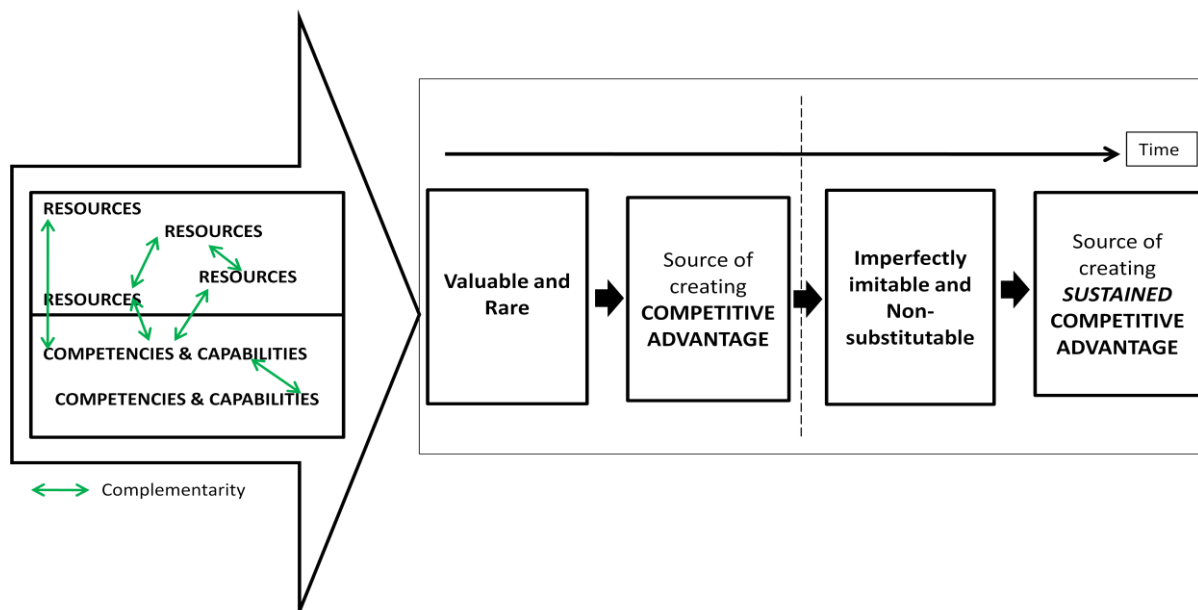 RESOURCES
RESOURCES
RESOURCES
RESOURCES
COMPETENCIES & CAPABILITIES
COMPETENCIES & CAPABILITIES
Complementarity
Time
Valuable and
Rare
Source of
creating
COMPETITIVE
ADVANTAGE
Imperfectly
imitable and
Non-
substitutable
Source of
creating
SUSTAINED
COMPETITIVE
ADVANTAGE